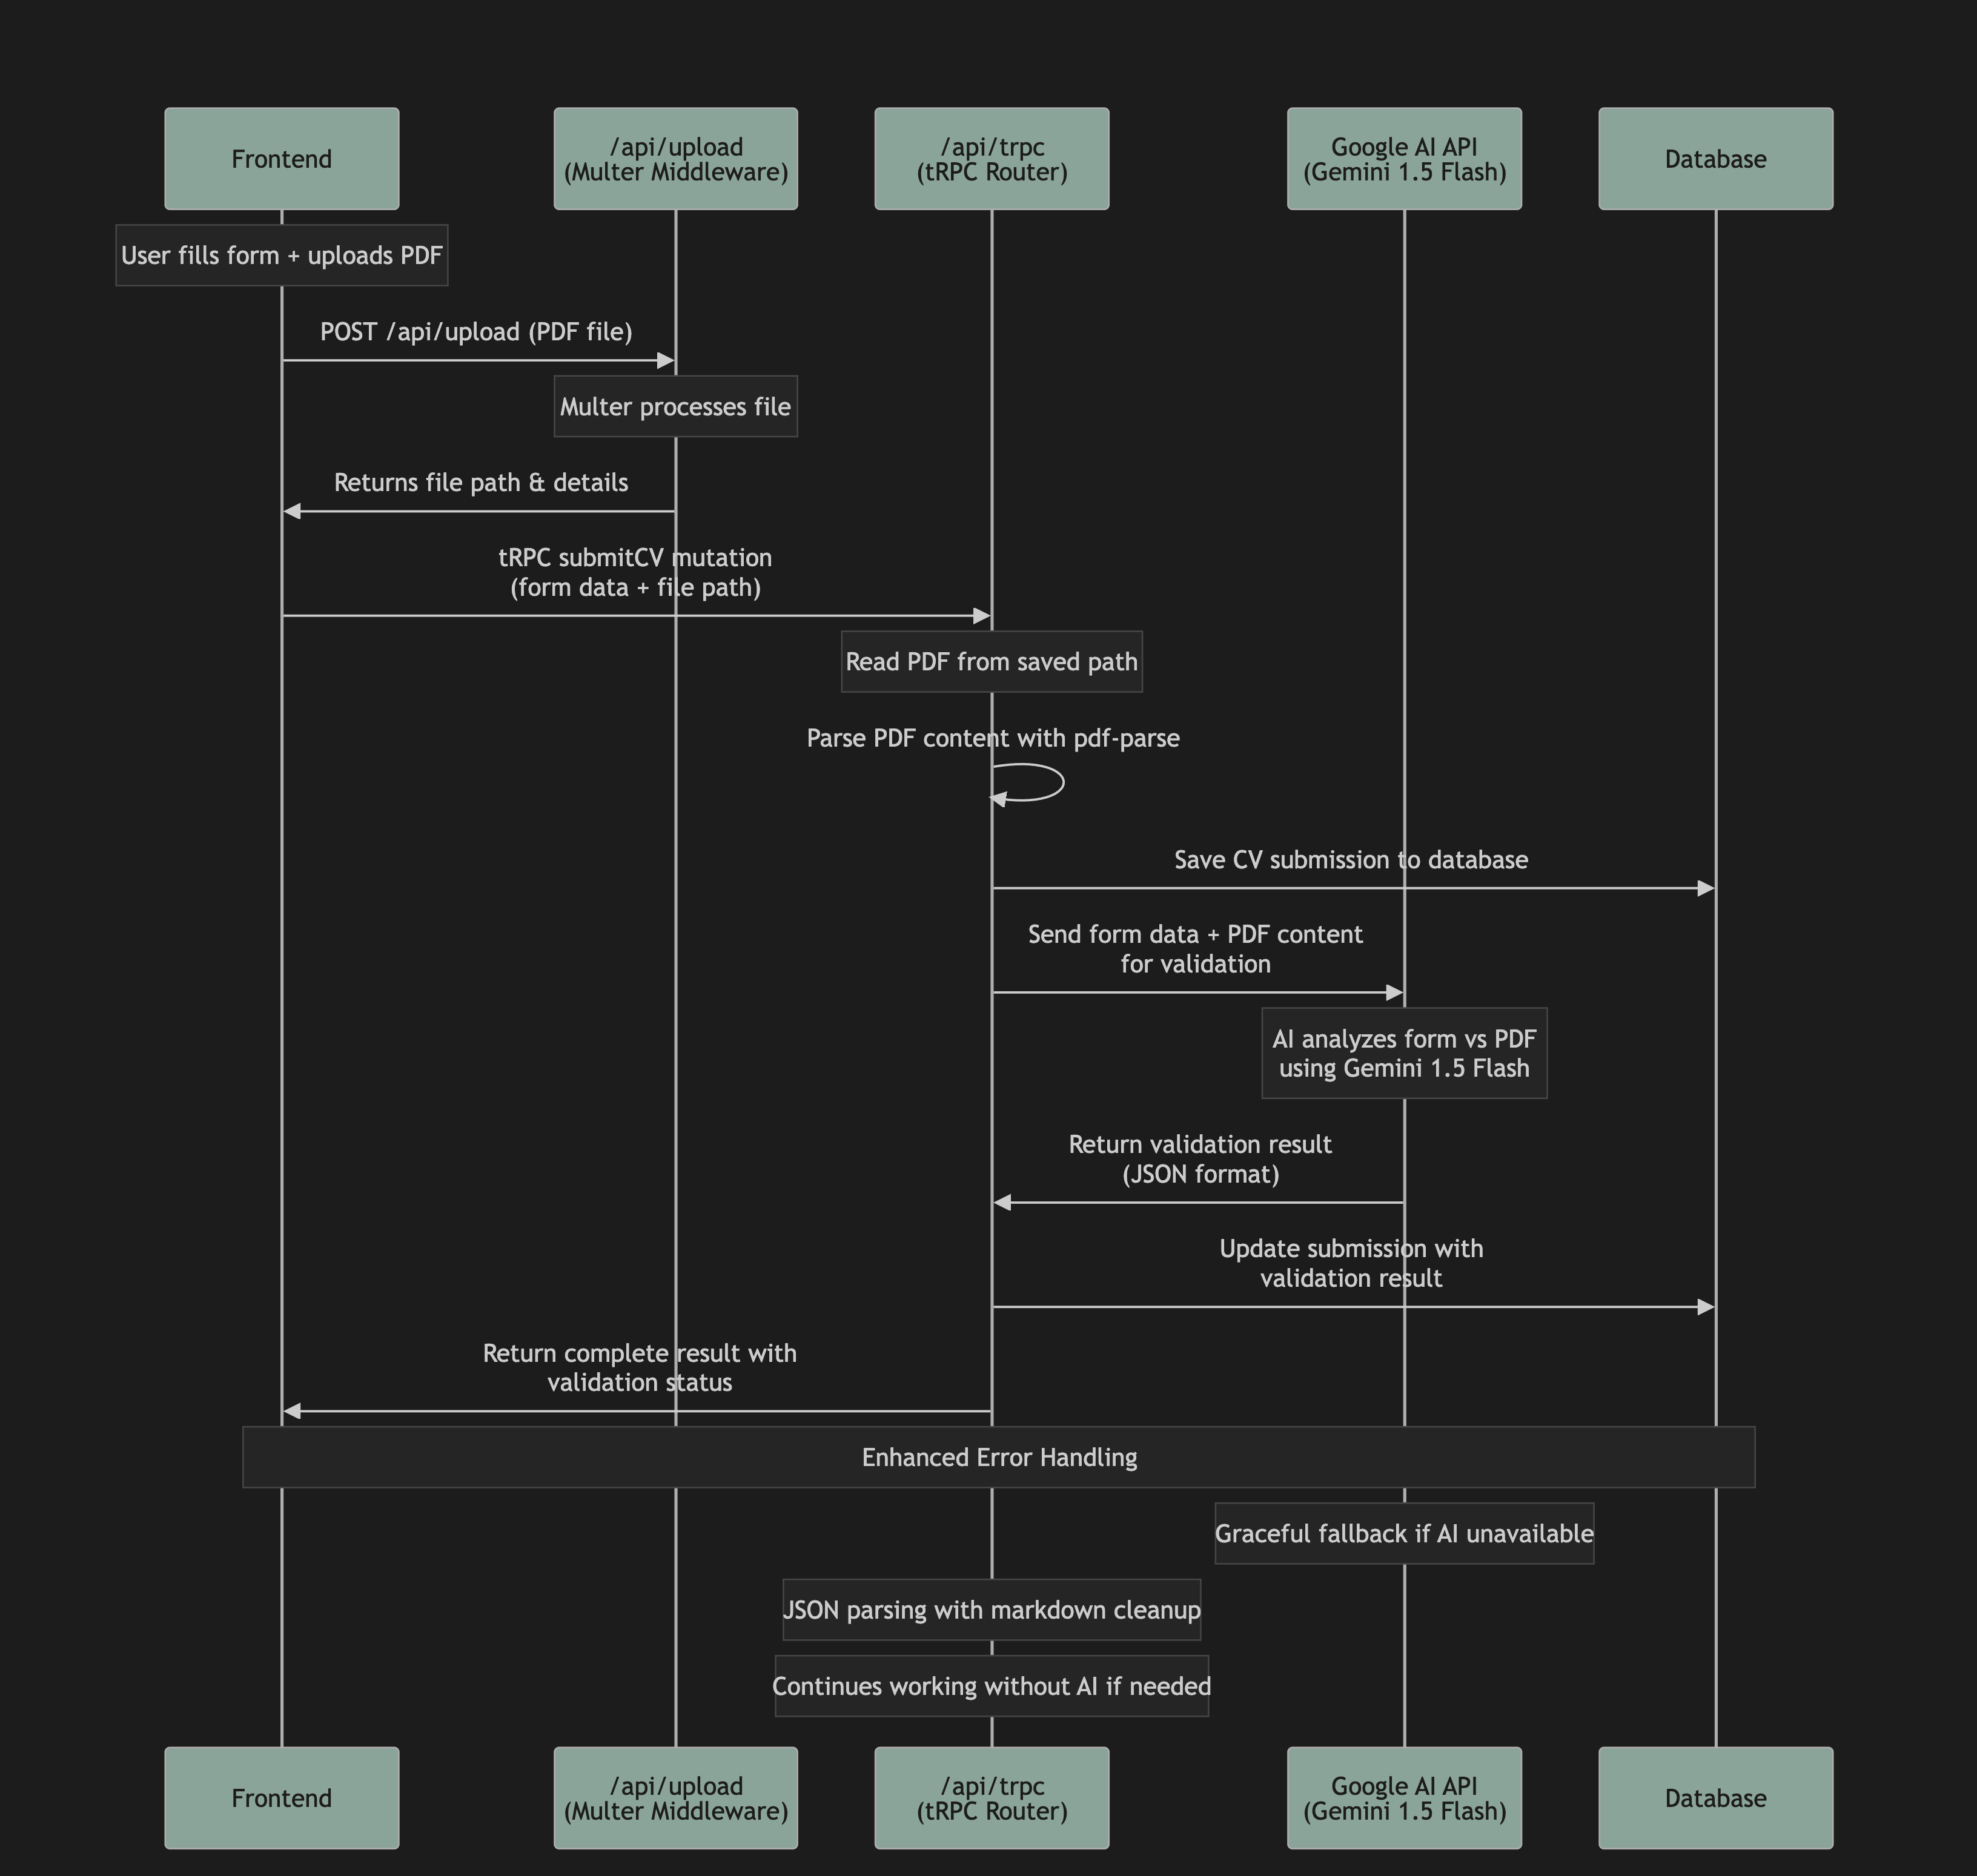 Frontend
/api/upload
(Multer Middleware)
/api/trpc
(tRPC Router)
Google AI API
(Gemini 1.5 Flash)
Database
User fills form + uploads PDF
POST /api/upload (PDF file)
Multer processes file
Returns file path & details
tRPC submitCV mutation
(form data + file path)
Read PDF from saved path
Parse PDF content with pdf-parse
Save CV submission to database
Send form data + PDF content
for validation
AI analyzes form vs PDF
using Gemini 1.5 Flash
Return validation result
(JSON format)
Update submission with
validation result
Return complete result with
validation status
Enhanced Error Handling
Graceful fallback if AI unavailable
JSON parsing with markdown cleanup
Continues working without AI if needed
Frontend
/api/upload
(Multer Middleware)
/api/trpc
(tRPC Router)
Google AI API
(Gemini 1.5 Flash)
Database